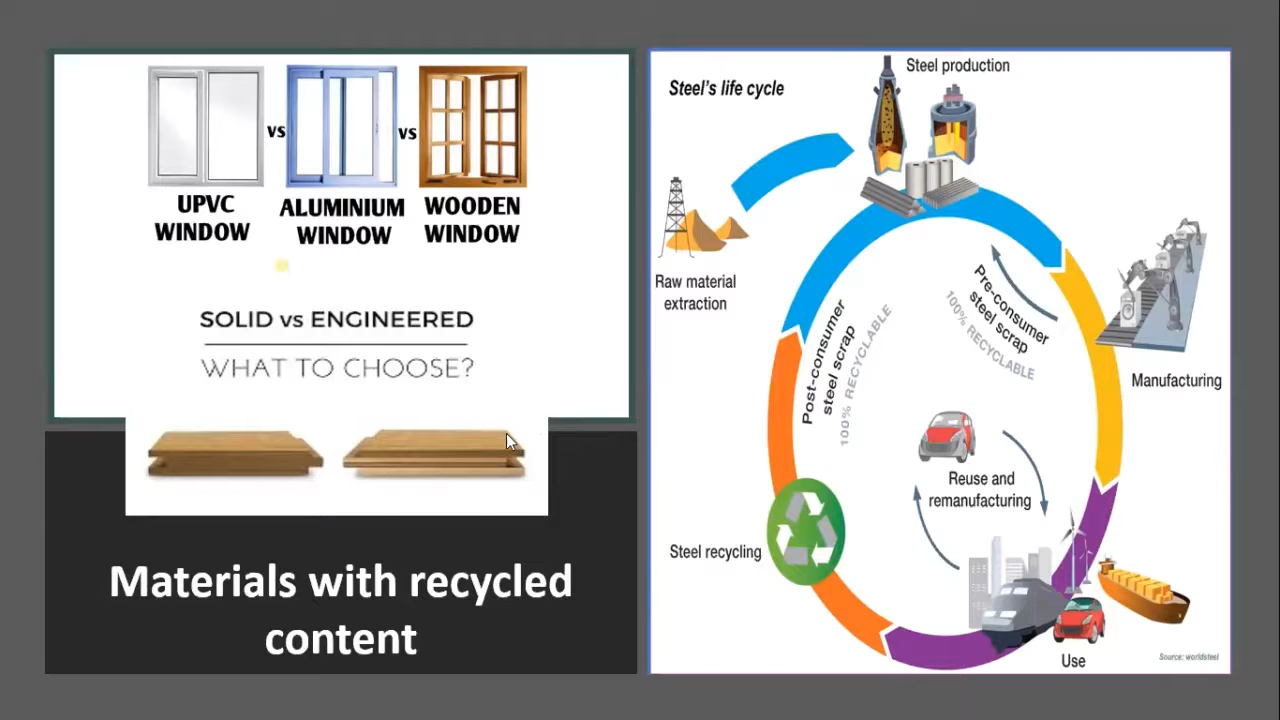 vs
vs
UPVC
WINDOW
ALUMINIUM
WINDOW
WOODEN
WINDOW
SOLID vs ENGINEERED
WHAT TO CHOOSE?
Materials with recycled
content
Steel's life cycle
Steel production
Raw material
extraction
Pre-consumer
steel scrap
100% RECYCLABLE
Post-consumer
steel scrap
100% RECYCLABLE
Manufacturing
Reuse and
remanufacturing
Steel recycling
Use
Source: worldsteel